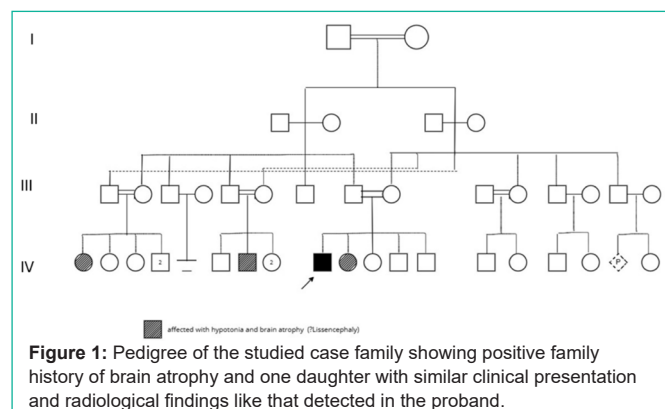 I
II
III
IV
2
2
P
affected with hypotonia and brain atrophy (?Lissencephaly)
Figure 1: Pedigree of the studied case family showing positive family
history of brain atrophy and one daughter with similar clinical presentation
and radiological findings like that detected in the proband.